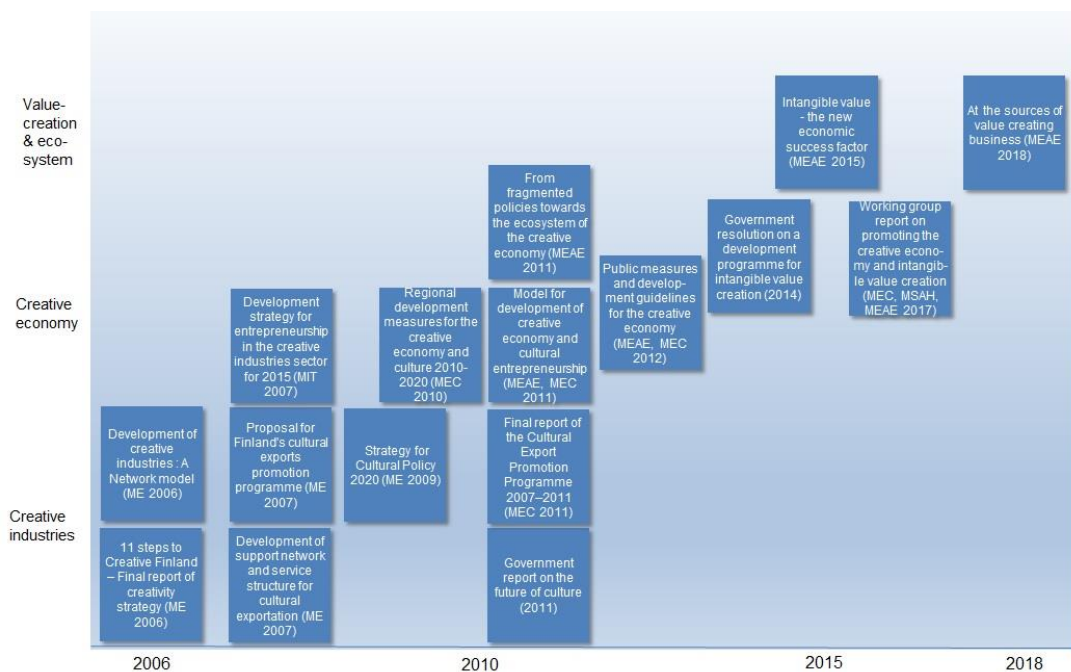 Value-
creation
& eco-
system
Intangible
value
- the new
economic
success factor
(MEAE 2015)
At the sources of
value creating
business (MEAE
2018)
From
fragmented
policies towards
the ecosystem of
the creative
economy (MEAE
2011)
Government
resolution on a
development
programme for
intangible value
creation (2014)
Working group
report on
promoting the
creative econo-
my and intangib-
le value creation
(MEC, MSAH,
MEAE 2017)
Creative
economy
Development
strategy for
entrepreneurship
in the creative
industries sector
for 2015 (MIT
2007)
Regional
development
measures for the
creative
economy and
culture 2010-
2020 (MEC
2010)
Model for
development of
creative
economy and
cultural
entrepreneurship
(MEAE, MEC
2011)
Public measures
and develop-
ment guidelines
for the creative
economy
(MEAE, MEC
2012)
Development of
creative
industries : A
Network model
(ME 2006)
Proposal for
Finland's cultural
exports
promotion
programme (ME
2007)
Strategy for
Cultural Policy
2020 (ME 2009)
Final report of
the Cultural
Export
Promotion
Programme
2007–2011
(MEC 2011)
Creative
industries
11 steps to
Creative Finland
– Final report of
creativity
strategy (ME
2006)
Development of
support network
and service
structure for
cultural
exportation (ME
2007)
Government
report on the
future of culture
(2011)
2006
2010
2015
2018